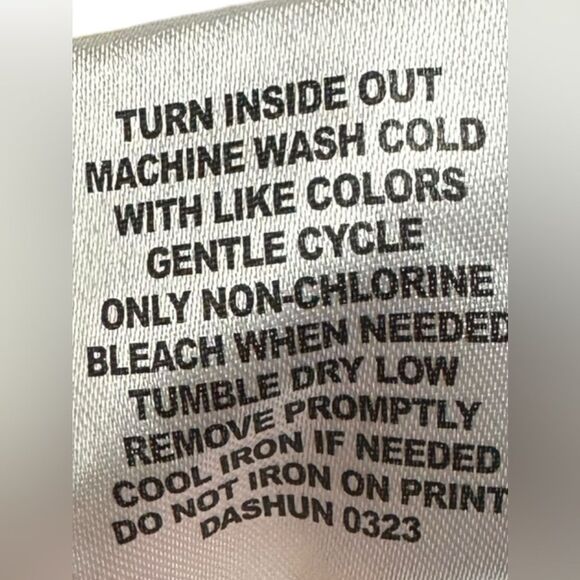 TURN INSIDE OUT
MACHINE WASH COLD
WITH LIKE COLORS
GENTLE CYCLE
ONLY NON-CHLORINE
BLEACH WHEN NEEDED
TUMBLE DRY LOW
REMOVE PROMPTLY
COOL IRON IF NEEDED
DO NOT IRON ON PRINT
DASHUN 0323